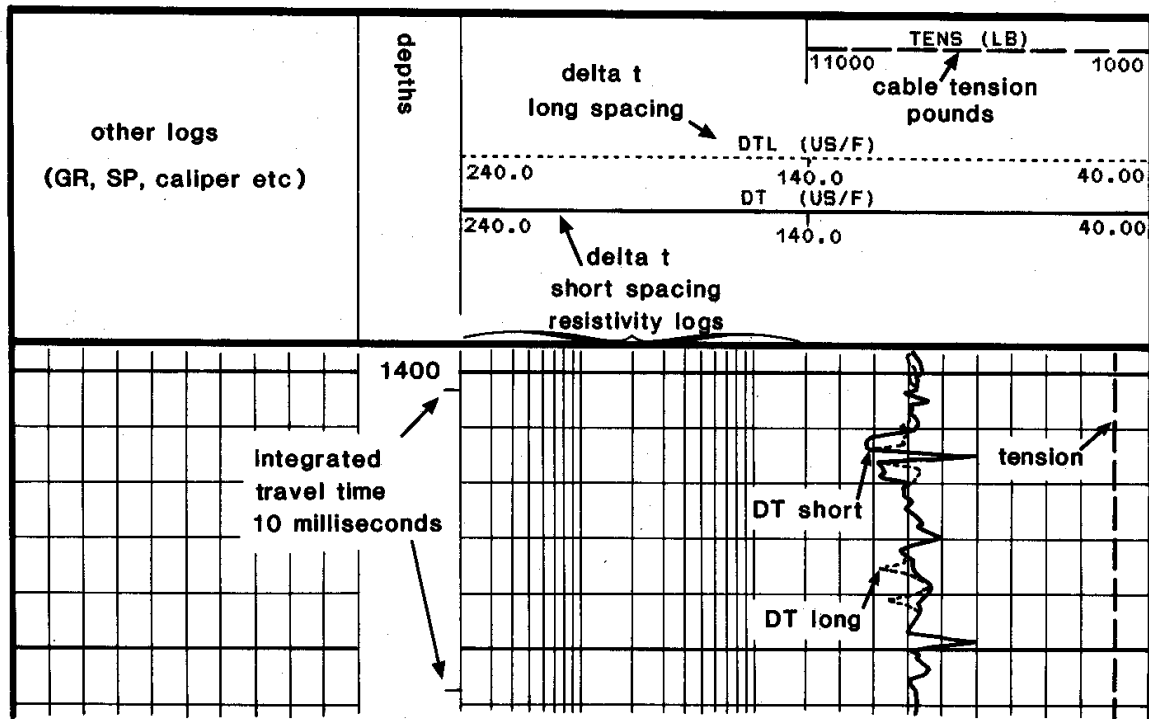 other logs
(GR, SP, caliper etc)
depths
TENS (LB)
11000 1000
cable tension
pounds
delta t
long spacing
DTL (US/F)
240.0 140.0 40.00
DT (US/F)
240.0 140.0 40.00
delta t
short spacing
resistivity logs
1400
integrated
travel time
10 milliseconds
tension
DT short
DT long